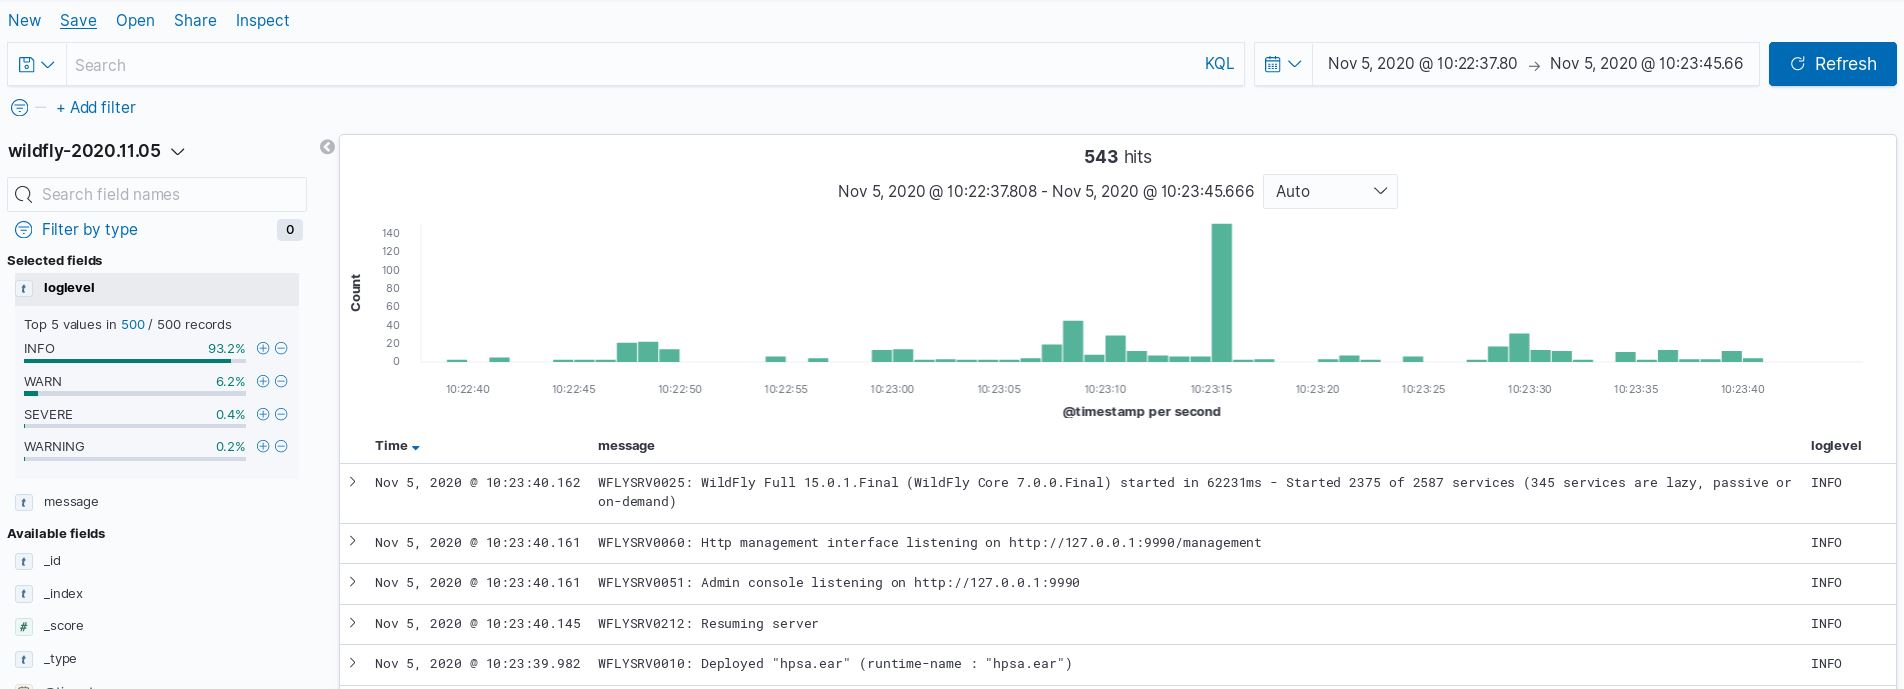 New Save Open Share Inspect
Search KQL Nov 5, 2020 @ 10:22:37.80 → Nov 5, 2020 @ 10:23:45.66 Refresh
+ Add filter
wildfly-2020.11.05
Search field names
Filter by type 0
Selected fields
t loglevel
Top 5 values in 500 / 500 records
INFO 93.2%
WARN 6.2%
SEVERE 0.4%
WARNING 0.2%
t message
Available fields
t _id
t _index
# _score
t _type
543 hits
Nov 5, 2020 @ 10:22:37.808 - Nov 5, 2020 @ 10:23:45.666 Auto
140
120
100
80
60
40
20
0
Count
10:22:40 10:22:45 10:22:50 10:22:55 10:23:00 10:23:05 10:23:10 10:23:15 10:23:20 10:23:25 10:23:30 10:23:35 10:23:40
@timestamp per second
Time message loglevel
Nov 5, 2020 @ 10:23:40.162 WFLYSRV0025: WildFly Full 15.0.1.Final (WildFly Core 7.0.0.Final) started in 62231ms - Started 2375 of 2587 services (345 services are lazy, passive or INFO
on-demand)
Nov 5, 2020 @ 10:23:40.161 WFLYSRV0060: Http management interface listening on http://127.0.0.1:9990/management INFO
Nov 5, 2020 @ 10:23:40.161 WFLYSRV0051: Admin console listening on http://127.0.0.1:9990 INFO
Nov 5, 2020 @ 10:23:40.145 WFLYSRV0212: Resuming server INFO
Nov 5, 2020 @ 10:23:39.982 WFLYSRV0010: Deployed "hpsa.ear" (runtime-name : "hpsa.ear") INFO